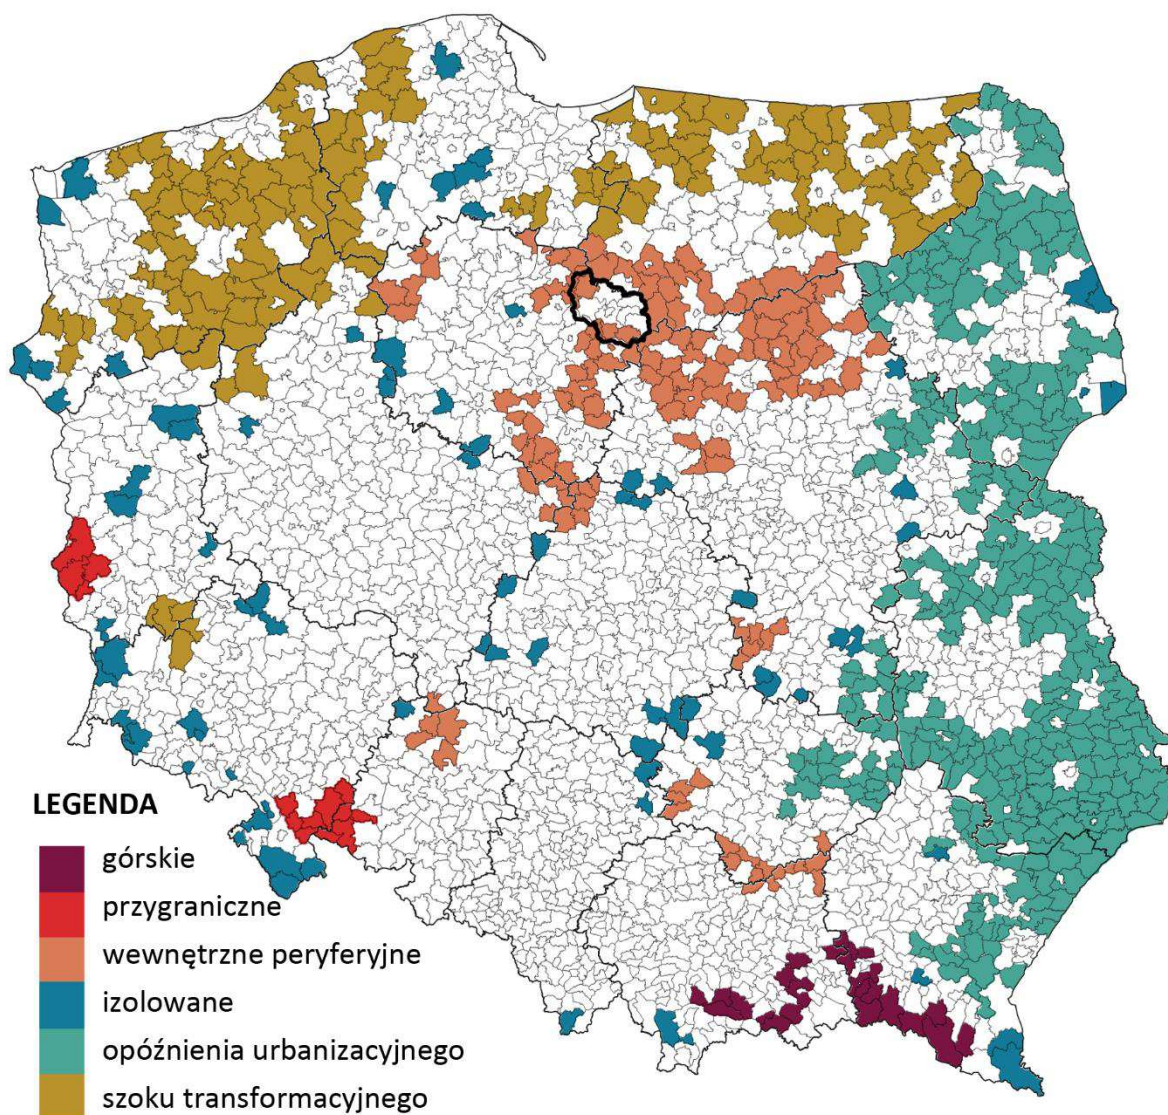 LEGENDA
górskie
przygraniczne
wewnętrzne peryferyjne
izolowane
opóźnienia urbanizacyjnego
szoku transformacyjnego